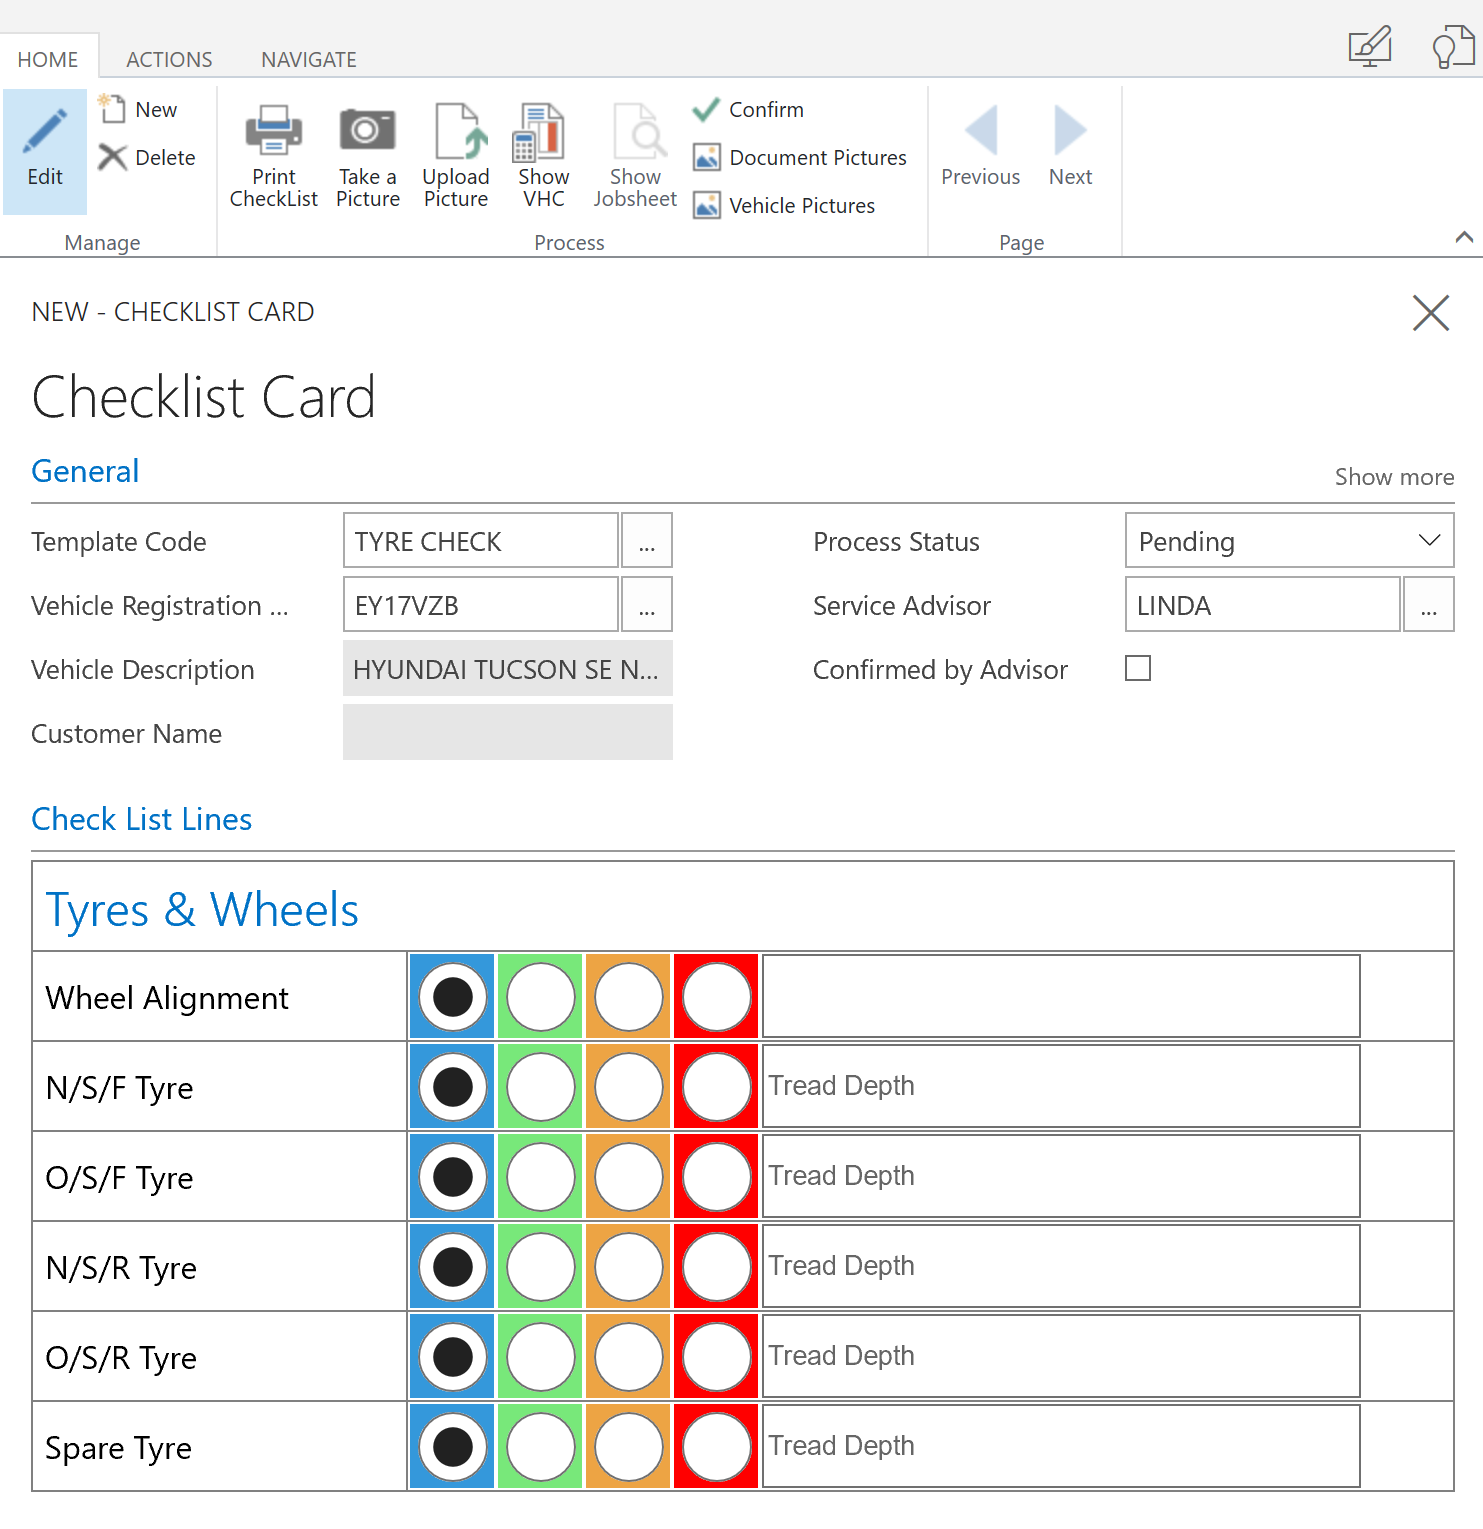 HOME ACTIONS NAVIGATE
Edit
New
Delete
Manage
Print CheckList
Take a Picture
Upload Picture
Show VHC
Show Jobsheet
Confirm
Document Pictures
Vehicle Pictures
Process
Previous
Next
Page
NEW - CHECKLIST CARD
Checklist Card
General
Show more
Template Code TYRE CHECK ...
Process Status Pending
Vehicle Registration ... EY17VZB ...
Service Advisor LINDA ...
Vehicle Description HYUNDAI TUCSON SE N...
Confirmed by Advisor
Customer Name
Check List Lines
Tyres & Wheels
Wheel Alignment
N/S/F Tyre Tread Depth
O/S/F Tyre Tread Depth
N/S/R Tyre Tread Depth
O/S/R Tyre Tread Depth
Spare Tyre Tread Depth